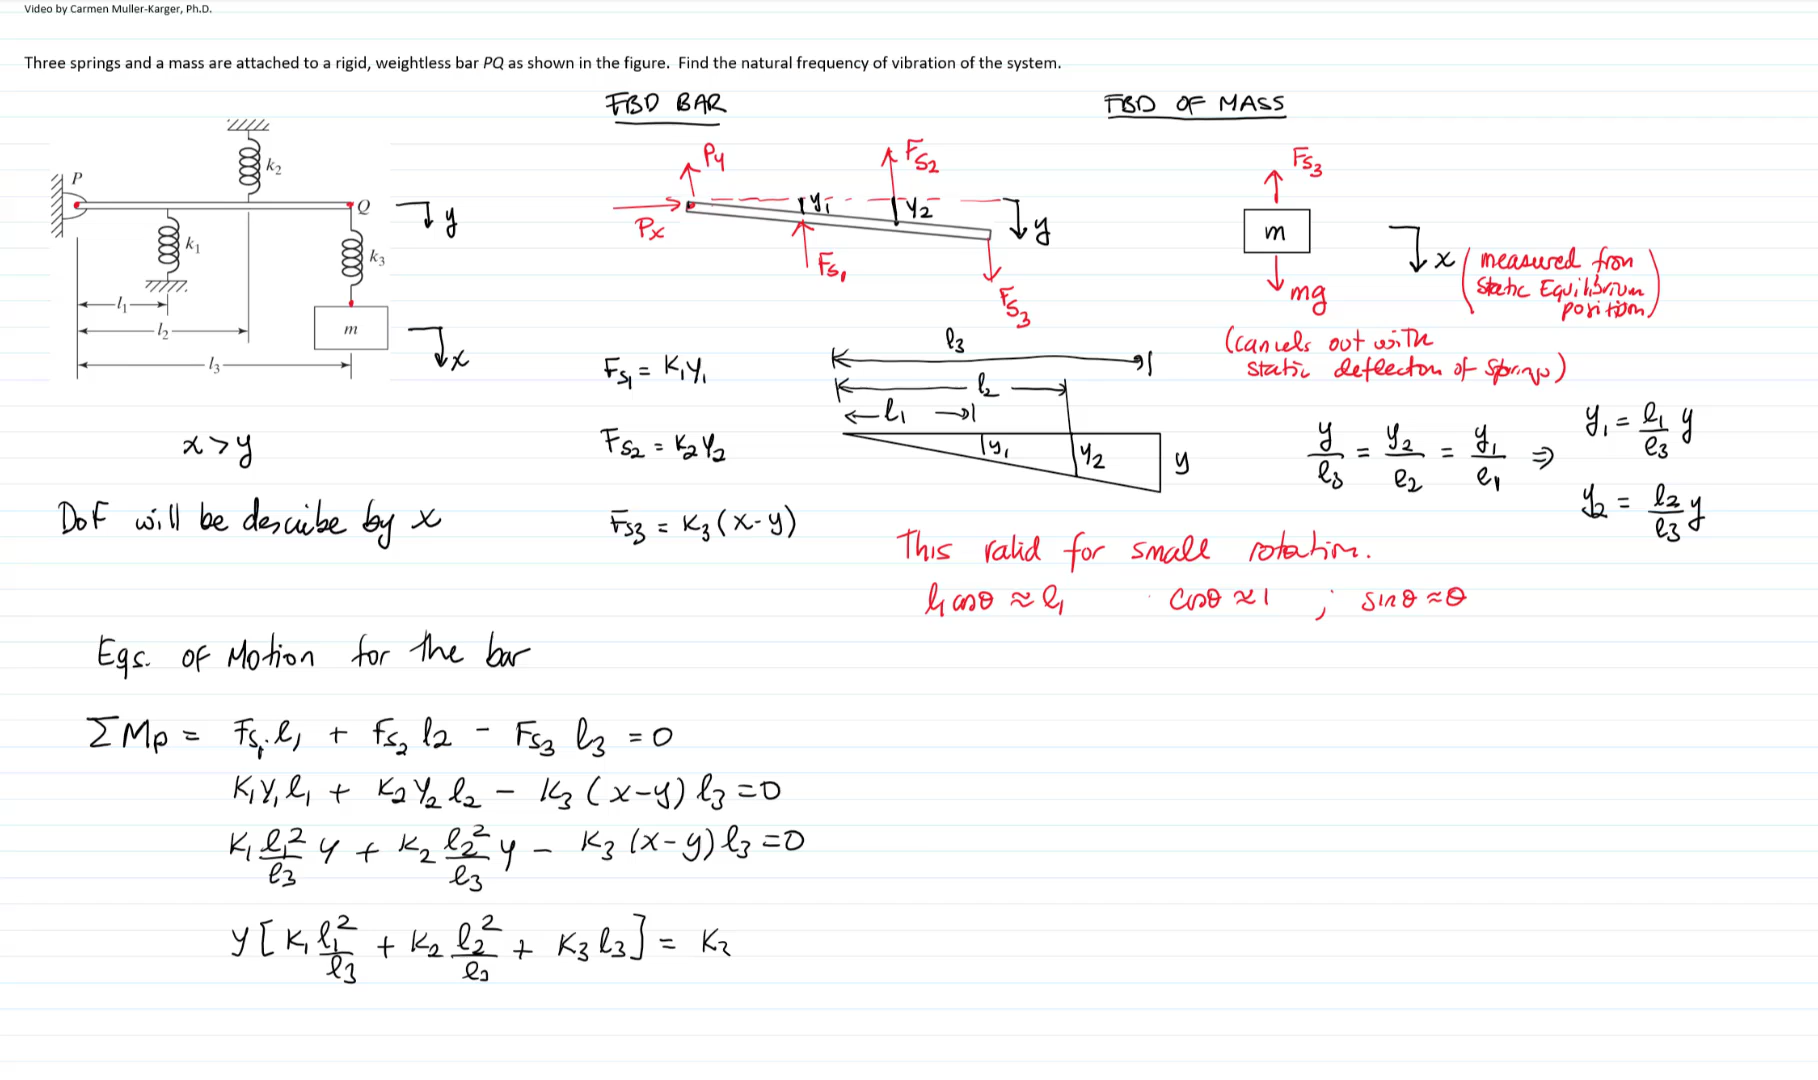 Video by Carmen Muller-Karger, Ph.D.
Three springs and a mass are attached to a rigid, weightless bar PQ as shown in the figure. Find the natural frequency of vibration of the system.
FBD BAR
FBD OF MASS
P
k₂
Q
y
k₁
k₃
l₁
l₂
l₃
m
x
Py
Px
Fs₁
y₁
Fs₂
y₂
y
Fs₃
Fs₃
m
mg
x (measured from
static Equilibrium
position)
(cancels out with
static deflection of springs)
x > y
DoF will be describe by x
Fs₁ = K₁y₁
Fs₂ = K₂y₂
Fs₃ = K₃(x-y)
l₃
l₂
l₁
y₁
y₂
y
y/l₃ = y₂/l₂ = y₁/l₁ ⇒
y₁ = l₁/l₃ y
y₂ = l₂/l₃ y
This valid for small rotation.
l₁ cosθ ≈ l₁ cosθ ≈ 1 ; sinθ ≈ θ
Eqs. of Motion for the bar
ΣMp = Fs₁.l₁ + Fs₂ l₂ - Fs₃ l₃ = 0
K₁y₁l₁ + K₂y₂l₂ - K₃(x-y)l₃ = 0
K₁ l₁²/l₃ y + K₂ l₂²/l₃ y - K₃(x-y)l₃ = 0
y[K₁ l₁²/l₃ + K₂ l₂²/l₃ + K₃l₃] = K₃